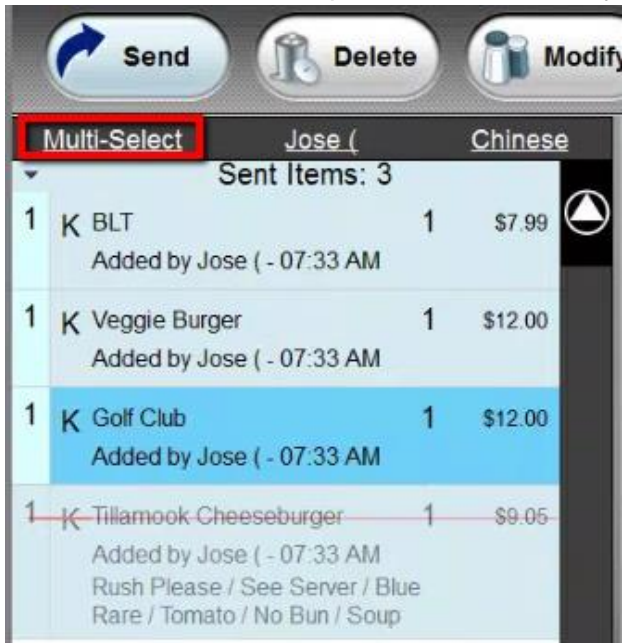 Send Delete Modify
Multi-Select Jose ( Chinese
Sent Items: 3
1 K BLT 1 $7.99
Added by Jose ( - 07:33 AM
1 K Veggie Burger 1 $12.00
Added by Jose ( - 07:33 AM
1 K Golf Club 1 $12.00
Added by Jose ( - 07:33 AM
1 K Tillamook Cheeseburger 1 $9.05
Added by Jose ( - 07:33 AM
Rush Please / See Server / Blue
Rare / Tomato / No Bun / Soup